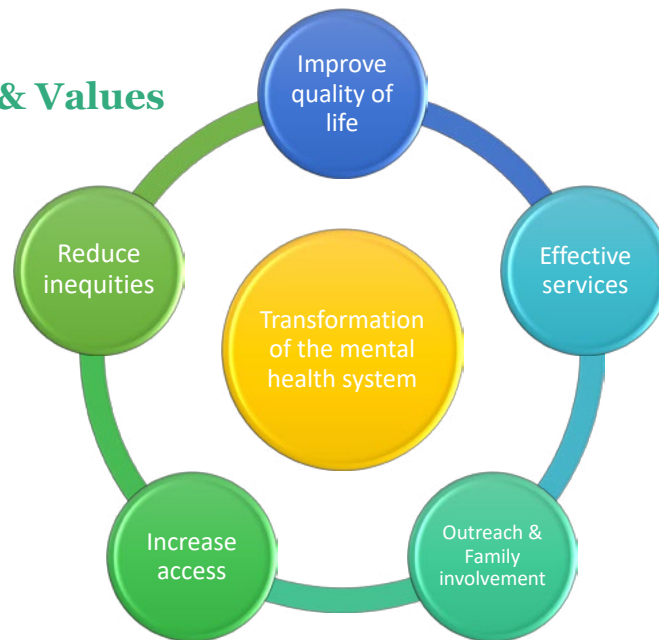 & Values
Improve
quality of
life
Effective
services
Outreach &
Family
involvement
Increase
access
Reduce
inequities
Transformation
of the mental
health system